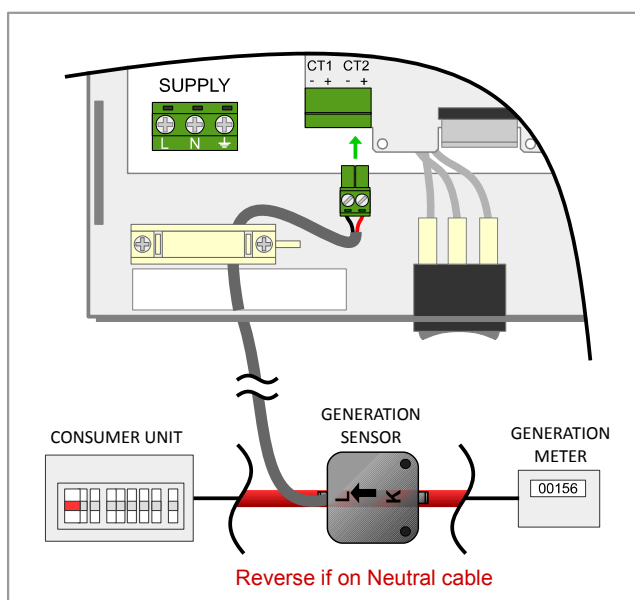 CT1 CT2
- + - +
SUPPLY
L N
GENERATION
SENSOR
CONSUMER UNIT
GENERATION
METER
00156
L K
Reverse if on Neutral cable